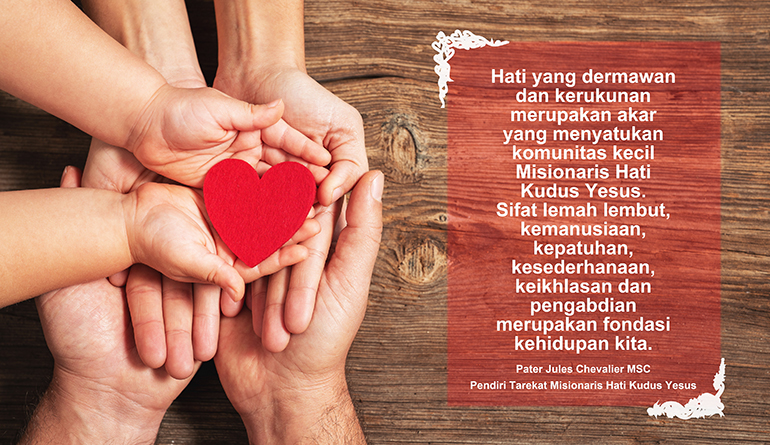 Hati yang dermawan
dan kerukunan
merupakan akar
yang menyatukan
komunitas kecil
Misionaris Hati
Kudus Yesus.
Sifat lemah lembut,
kemanusiaan,
kepatuhan,
kesederhanaan,
keikhlasan dan
pengabdian
merupakan fondasi
kehidupan kita.
Pater Jules Chevalier MSC
Pendiri Tarekat Misionaris Hati Kudus Yesus